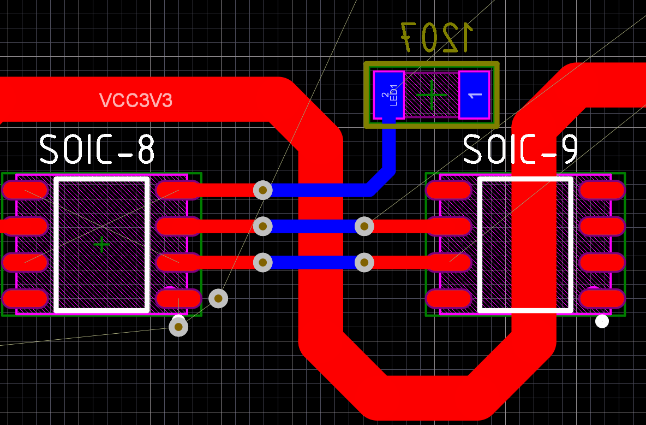 1207
VCC3V3
2
LED1
1
SOIC-8
SOIC-9